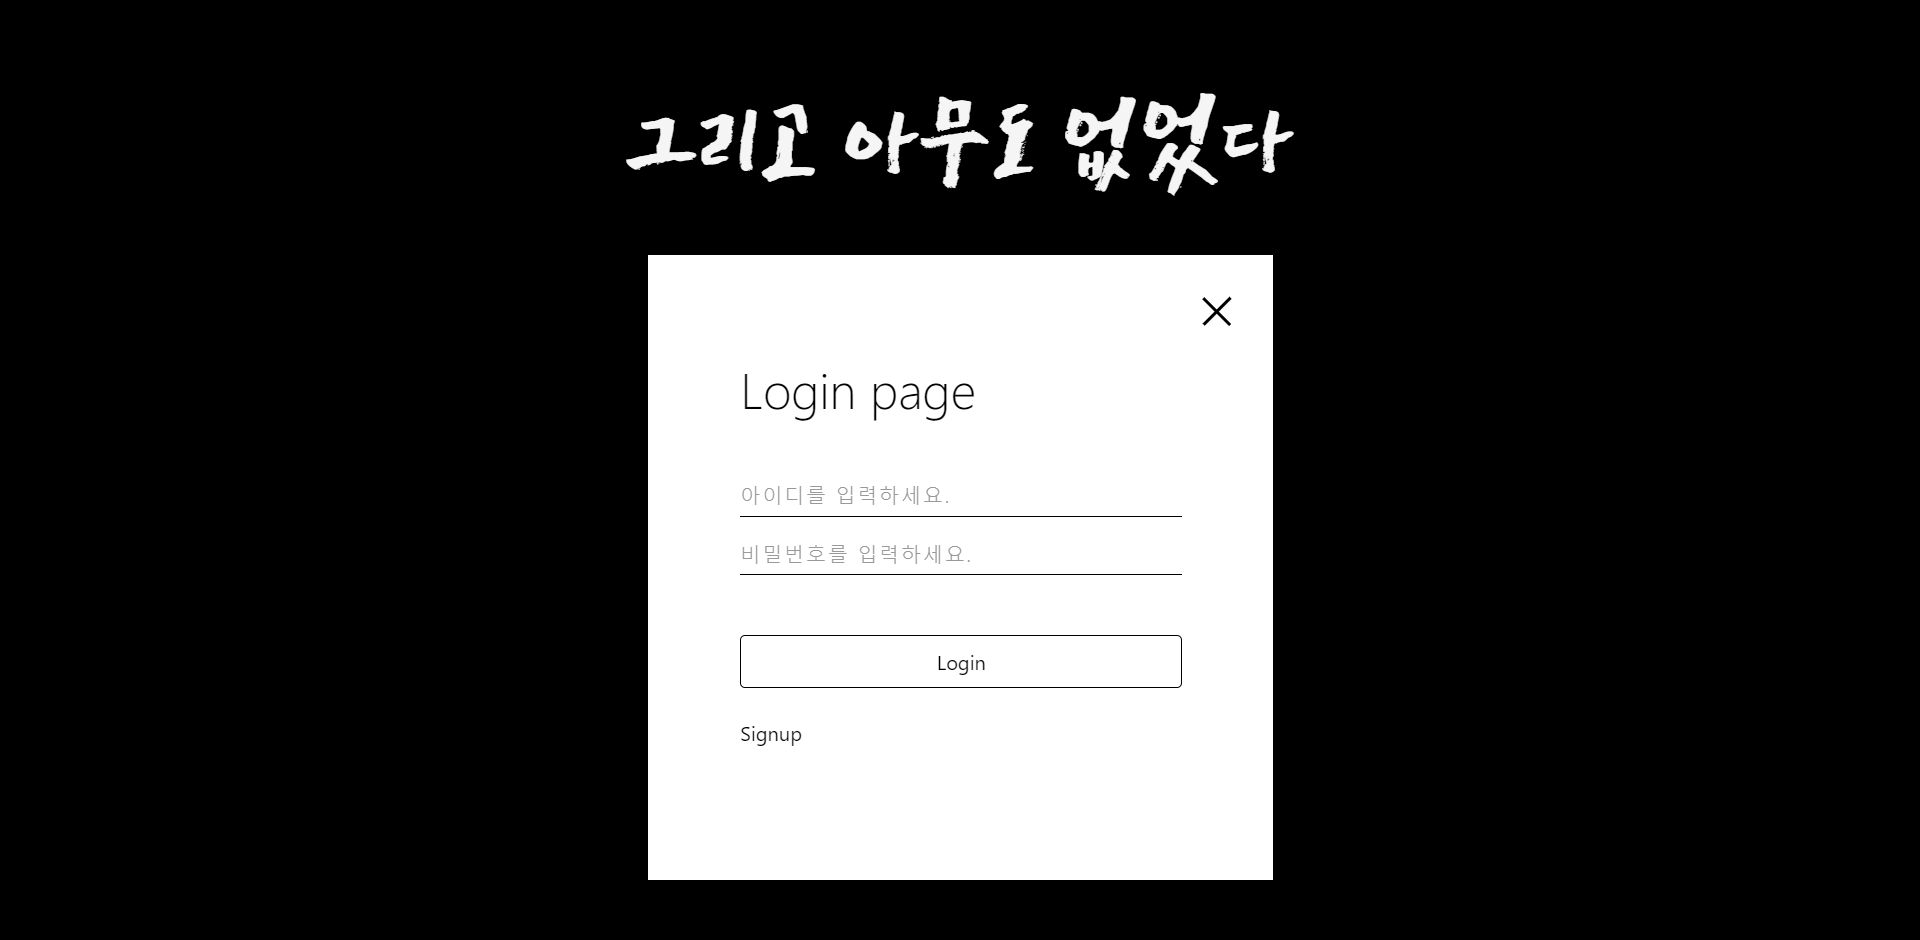 그리고 아무도 없었다
Login page
아이디를 입력하세요.
비밀번호를 입력하세요.
Login
Signup